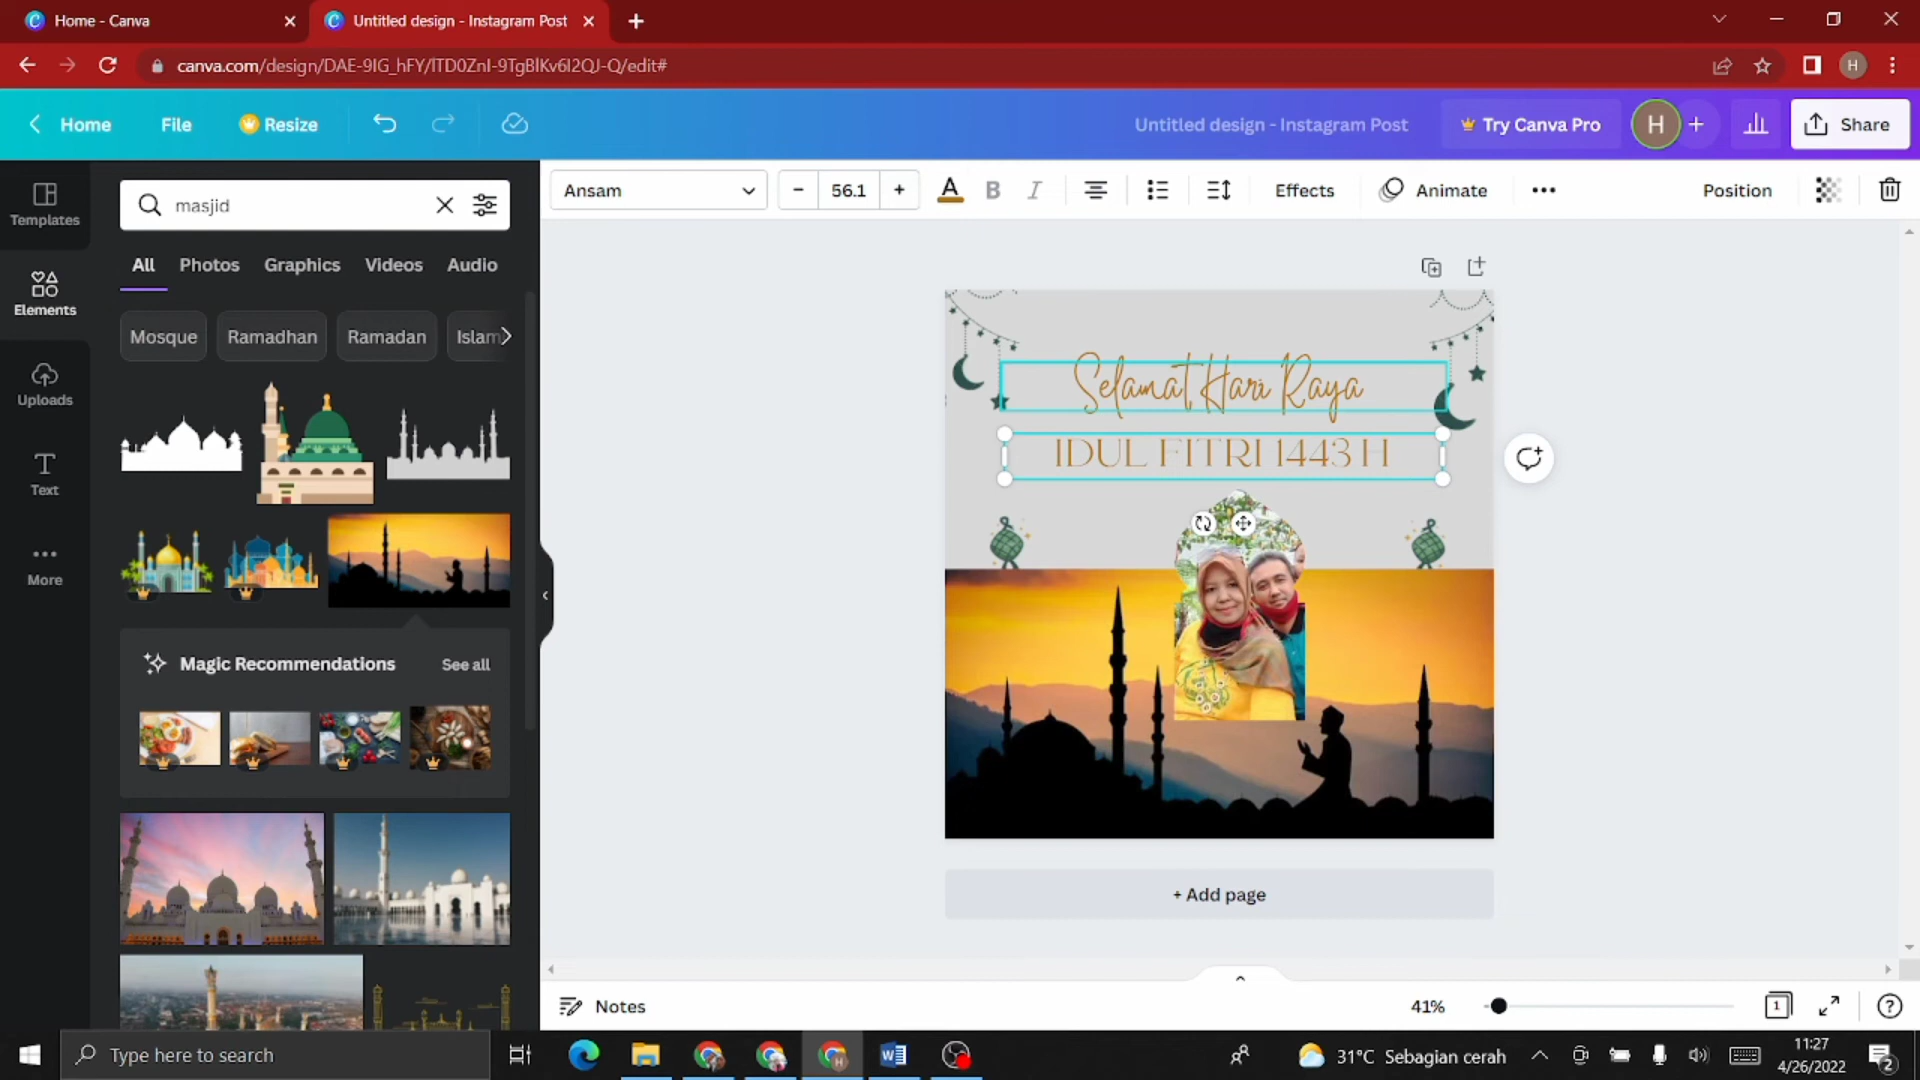 Home - Canva
Untitled design - Instagram Post
canva.com/design/DAE-9IG_hFY/lTD0ZnI-9TgBlKv6I2QJ-Q/edit#
H
Home
File
Resize
Untitled design - Instagram Post
Try Canva Pro
H
Share
Templates
Elements
Uploads
Text
More
masjid
All
Photos
Graphics
Videos
Audio
Mosque
Ramadhan
Ramadan
Islam
Magic Recommendations
See all
Ansam
56.1
A
B
I
Effects
Animate
Position
Selamat Hari Raya
IDUL FITRI 1443 H
+ Add page
Notes
41%
1
Type here to search
31°C Sebagian cerah
11:27
4/26/2022
2